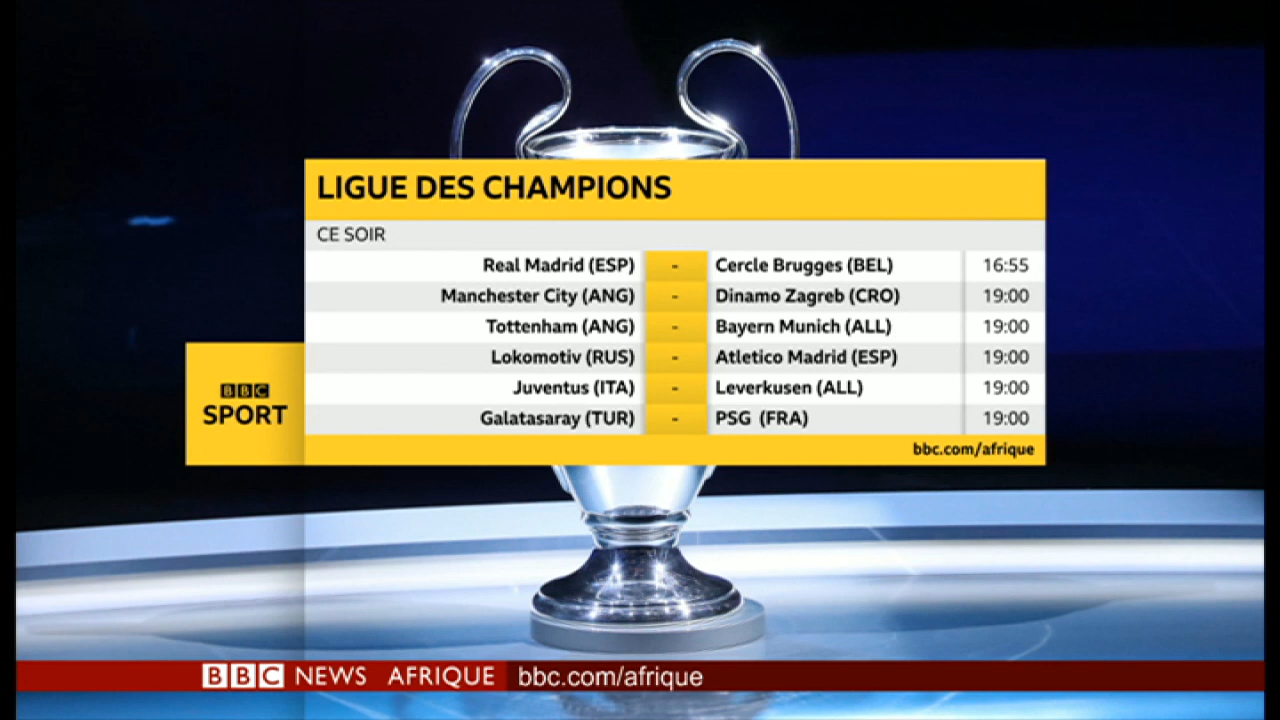 LIGUE DES CHAMPIONS
CE SOIR
Real Madrid (ESP) - Cercle Brugges (BEL) 16:55
Manchester City (ANG) - Dinamo Zagreb (CRO) 19:00
Tottenham (ANG) - Bayern Munich (ALL) 19:00
Lokomotiv (RUS) - Atletico Madrid (ESP) 19:00
Juventus (ITA) - Leverkusen (ALL) 19:00
Galatasaray (TUR) - PSG (FRA) 19:00
BBC
SPORT
bbc.com/afrique
BBC NEWS AFRIQUE bbc.com/afrique